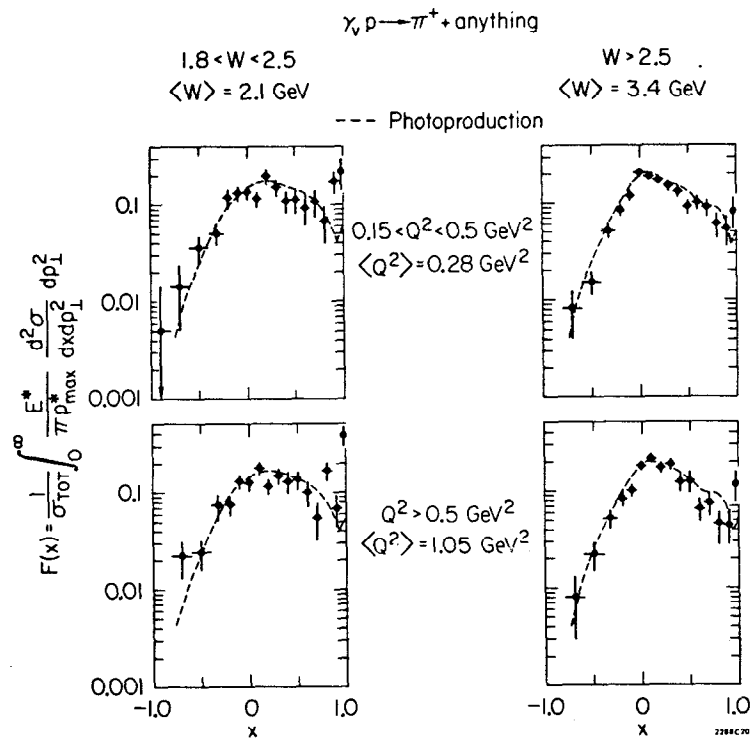 γᵥ p → π⁺ + anything
1.8 < W < 2.5
⟨W⟩ = 2.1 GeV
W > 2.5
⟨W⟩ = 3.4 GeV
--- Photoproduction
0.1
0.01
0.001
0.15 < Q² < 0.5 GeV²
⟨Q²⟩ = 0.28 GeV²
F(x) = 1/σ_TOT ∫₀^∞ E*/πp*_max d²σ/dxdp⊥² dp⊥²
0.1
0.01
0.001
Q² > 0.5 GeV²
⟨Q²⟩ = 1.05 GeV²
-1.0 0 1.0
x
-1.0 0 1.0
x
2288C20